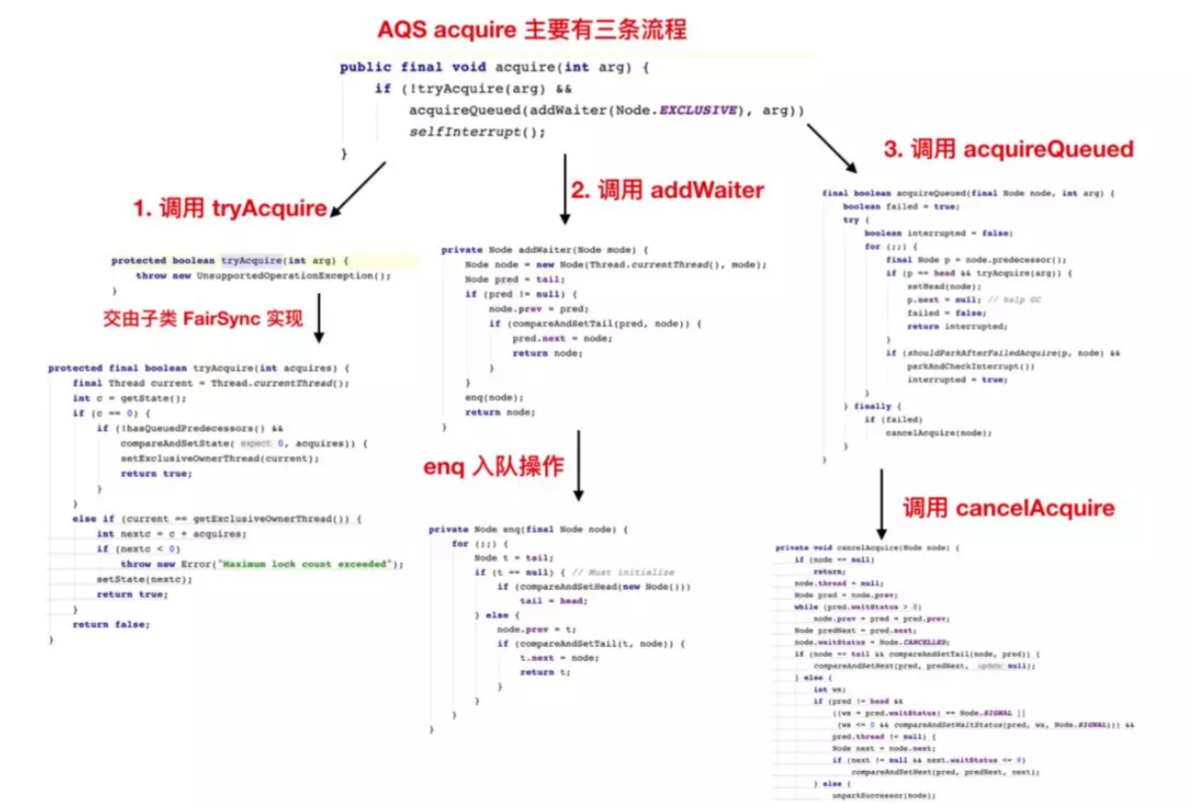 AQS acquire 主要有三条流程
public final void acquire(int arg) {
if (!tryAcquire(arg) &&
acquireQueued(addWaiter(Node.EXCLUSIVE), arg))
selfInterrupt();
}
1. 调用 tryAcquire
protected boolean tryAcquire(int arg) {
throw new UnsupportedOperationException();
}
交由子类 FairSync 实现
protected final boolean tryAcquire(int acquires) {
final Thread current = Thread.currentThread();
int c = getState();
if (c == 0) {
if (!hasQueuedPredecessors() &&
compareAndSetState( expect 0, acquires)) {
setExclusiveOwnerThread(current);
return true;
}
}
else if (current == getExclusiveOwnerThread()) {
int nextc = c + acquires;
if (nextc < 0)
throw new Error("Maximum lock count exceeded");
setState(nextc);
return true;
}
return false;
}
2. 调用 addWaiter
private Node addWaiter(Node mode) {
Node node = new Node(Thread.currentThread(), mode);
Node pred = tail;
if (pred != null) {
node.prev = pred;
if (compareAndSetTail(pred, node)) {
pred.next = node;
return node;
}
}
enq(node);
return node;
}
enq 入队操作
private Node enq(final Node node) {
for (;;) {
Node t = tail;
if (t == null) { // Must initialize
if (compareAndSetHead(new Node()))
tail = head;
} else {
node.prev = t;
if (compareAndSetTail(t, node)) {
t.next = node;
return t;
}
}
}
}
3. 调用 acquireQueued
final boolean acquireQueued(final Node node, int arg) {
boolean failed = true;
try {
boolean interrupted = false;
for (;;) {
final Node p = node.predecessor();
if (p == head && tryAcquire(arg)) {
setHead(node);
p.next = null; // help GC
failed = false;
return interrupted;
}
if (shouldParkAfterFailedAcquire(p, node) &&
parkAndCheckInterrupt())
interrupted = true;
}
} finally {
if (failed)
cancelAcquire(node);
}
}
调用 cancelAcquire
private void cancelAcquire(Node node) {
if (node == null)
return;
node.thread = null;
Node pred = node.prev;
while (pred.waitStatus > 0)
node.prev = pred = pred.prev;
Node predNext = pred.next;
node.waitStatus = Node.CANCELLED;
if (node == tail && compareAndSetTail(node, pred)) {
compareAndSetNext(pred, predNext, update null);
} else {
int ws;
if (pred != head &&
((ws = pred.waitStatus) == Node.SIGNAL ||
(ws <= 0 && compareAndSetWaitStatus(pred, ws, Node.SIGNAL))) &&
pred.thread != null) {
Node next = node.next;
if (next != null && next.waitStatus <= 0)
compareAndSetNext(pred, predNext, next);
} else {
unparkSuccessor(node);